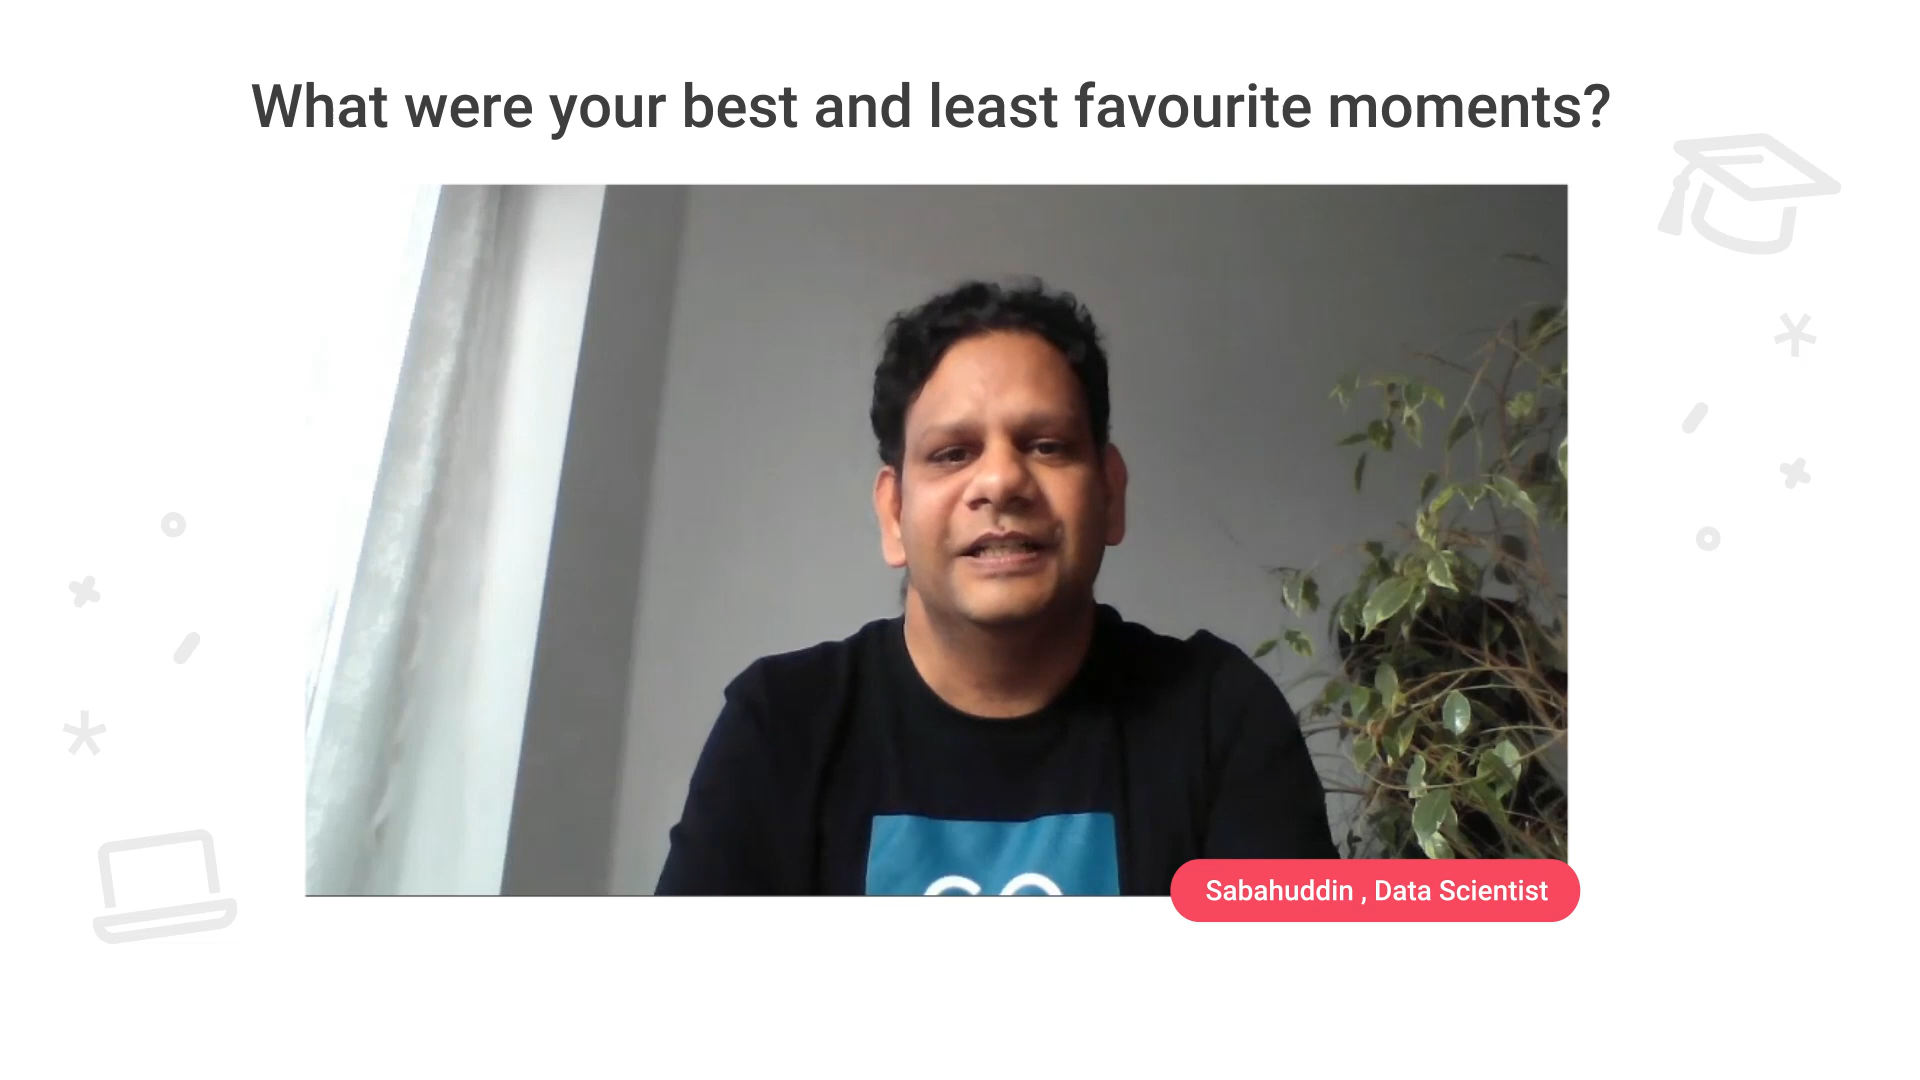 What were your best and least favourite moments?
Sabahuddin , Data Scientist